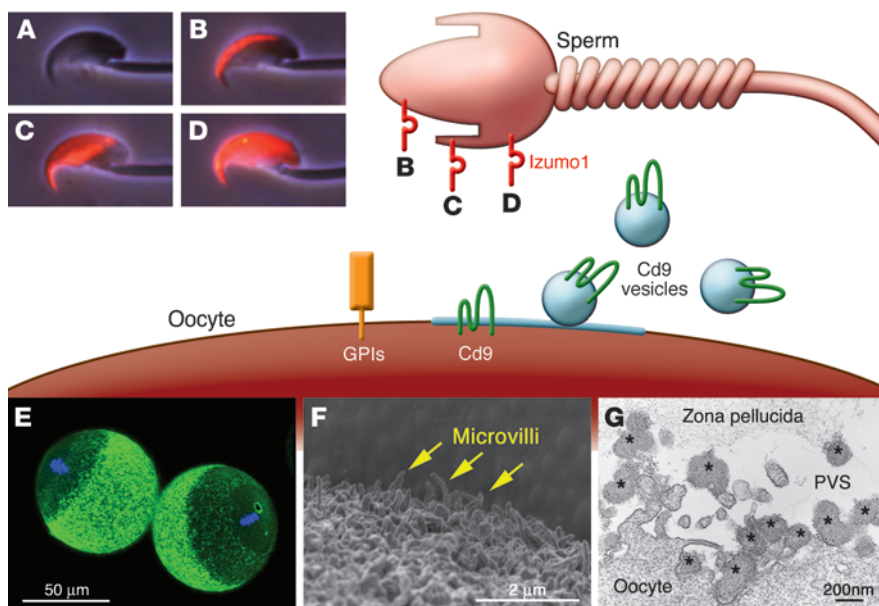 A
B
C
D
Sperm
Izumo1
B
C
D
Cd9
vesicles
Oocyte
GPIs
Cd9
E
50 μm
F
Microvilli
2 μm
G
Zona pellucida
*
*
*
*
*
PVS
*
*
*
*
*
*
*
*
Oocyte
200nm